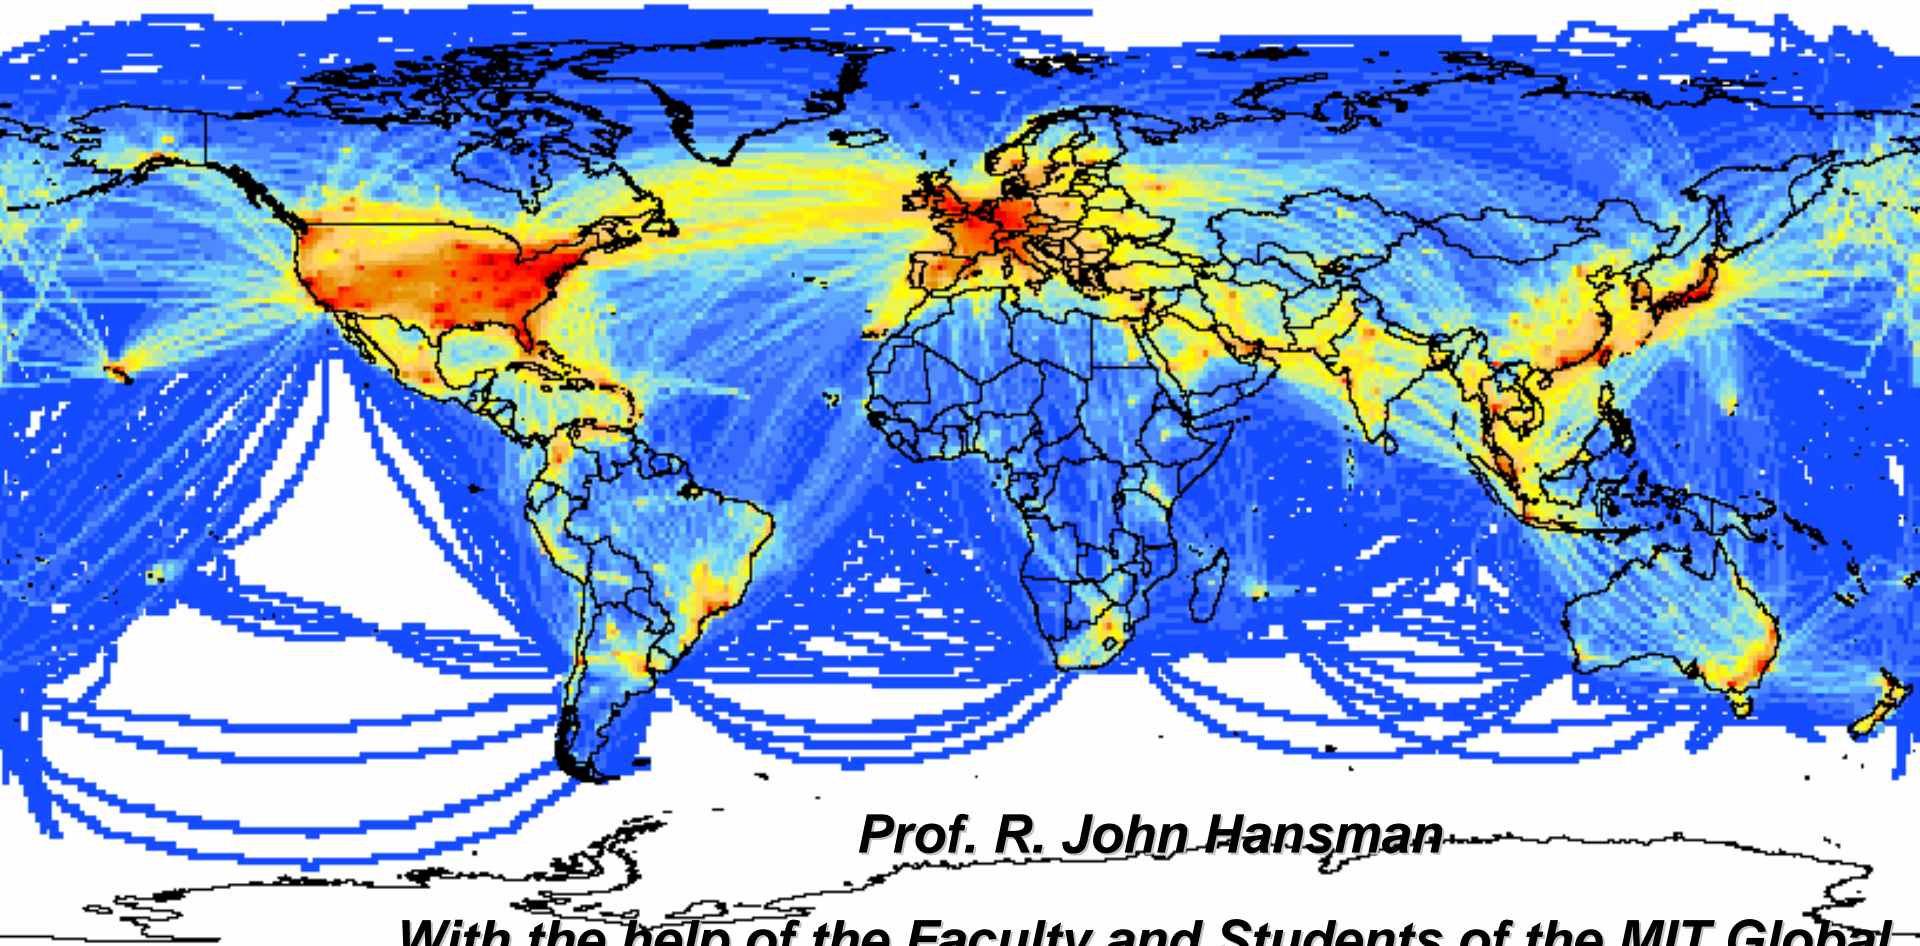 Prof. R. John Hansman
With the help of the Faculty and Students of the MIT Global